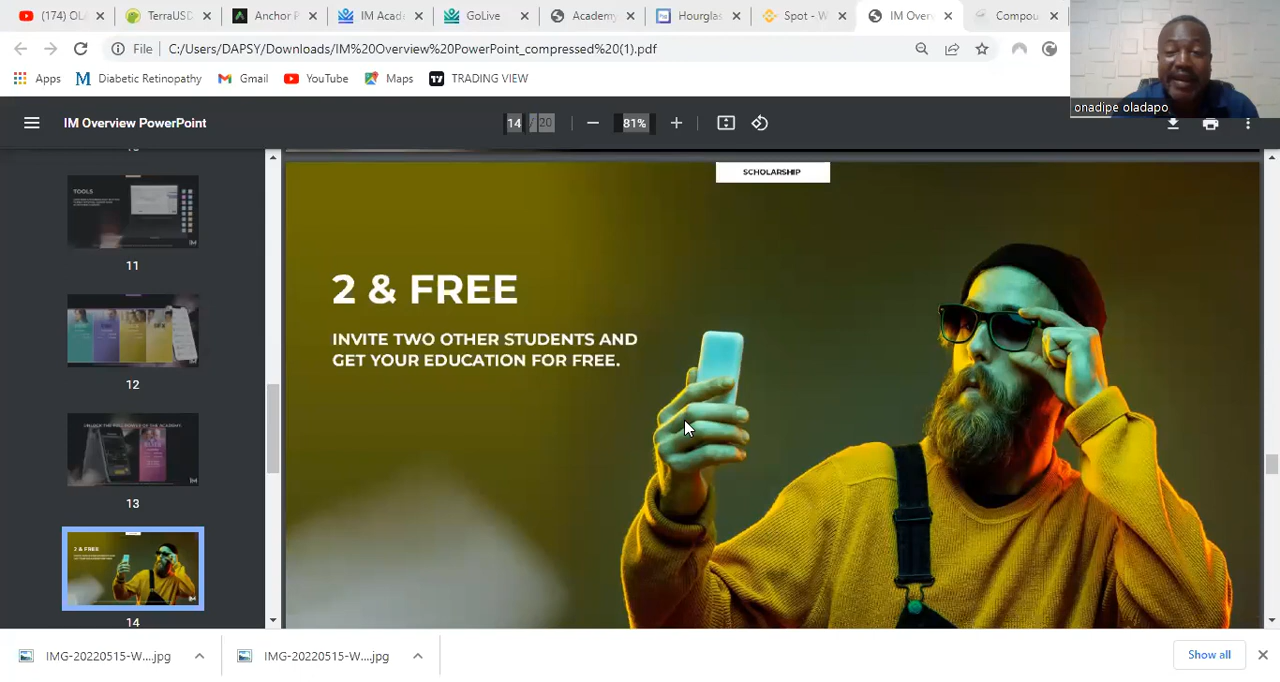 (174) OLA
TerraUSD
Anchor P
IM Acad
GoLive
Academy
Hourglas
Spot - W
IM Over
Compou
File
C:/Users/DAPSY/Downloads/IM%20Overview%20PowerPoint_compressed%20(1).pdf
Apps
Diabetic Retinopathy
Gmail
YouTube
Maps
TRADING VIEW
onadipe oladapo
IM Overview PowerPoint
14 / 20
81%
TOOLS
11
12
13
2 & FREE
14
SCHOLARSHIP
2 & FREE
INVITE TWO OTHER STUDENTS AND
GET YOUR EDUCATION FOR FREE.
IMG-20220515-W....jpg
IMG-20220515-W....jpg
Show all